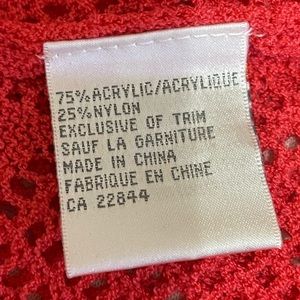 75%ACRYLIC/ACRYLIQUE
25%NYLON
EXCLUSIVE OF TRIM
SAUF LA GARNITURE
MADE IN CHINA
FABRIQUE EN CHINE
CA 22844